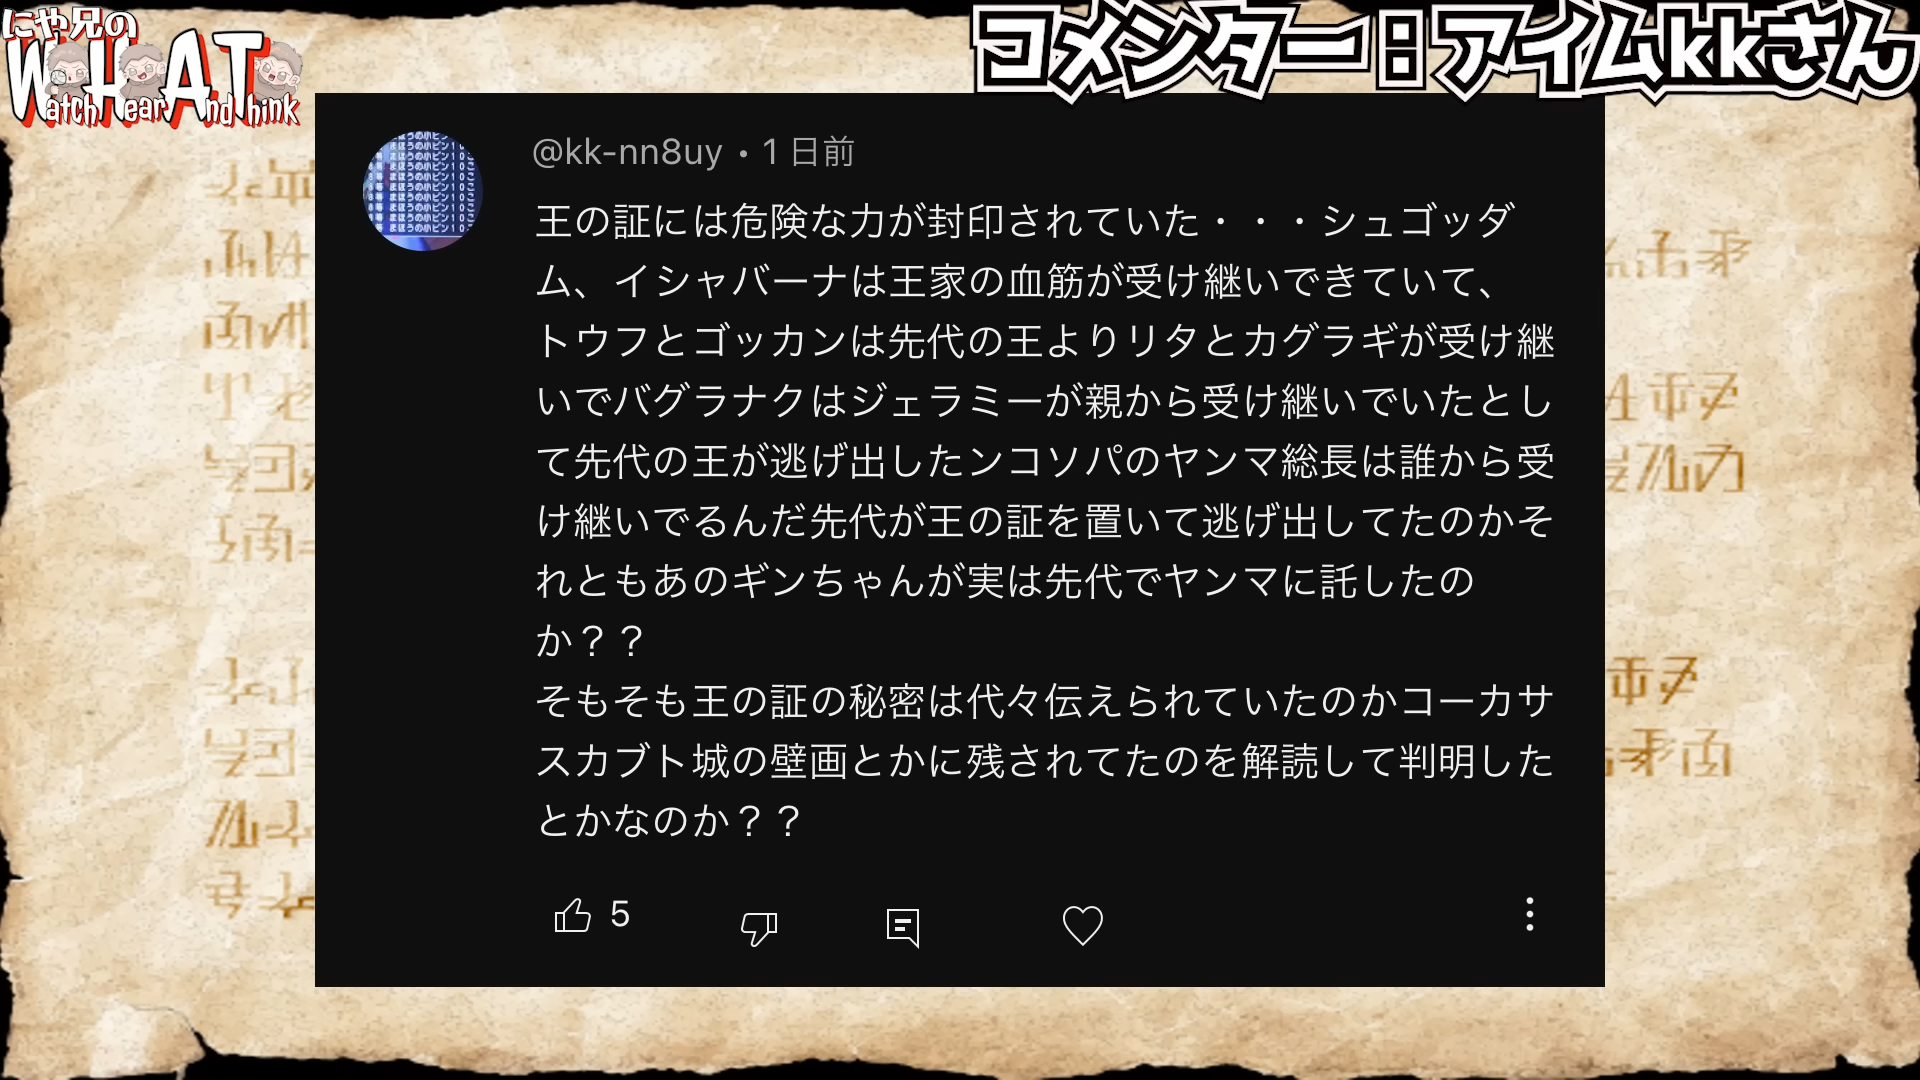 にや兄の
WHAT
Watch Hear And Think
コメンター：アイムkkさん
@kk-nn8uy・1 日前
王の証には危険な力が封印されていた・・・シュゴッダ
ム、イシャバーナは王家の血筋が受け継いできていて、
トウフとゴッカンは先代の王よりリタとカグラギが受け継
いでバグラナクはジェラミーが親から受け継いでいたとし
て先代の王が逃げ出したンコソパのヤンマ総長は誰から受
け継いでるんだ先代が王の証を置いて逃げ出してたのかそ
れともあのギンちゃんが実は先代でヤンマに託したの
か？？
そもそも王の証の秘密は代々伝えられていたのかコーカサ
スカブト城の壁画とかに残されてたのを解読して判明した
とかなのか？？
5